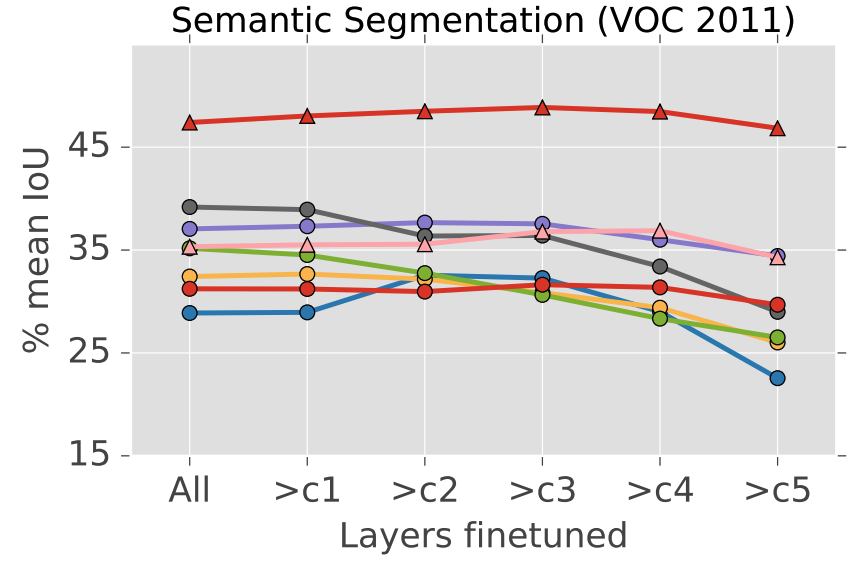 Semantic Segmentation (VOC 2011)
% mean IoU
45
35
25
15
All >c1 >c2 >c3 >c4 >c5
Layers finetuned